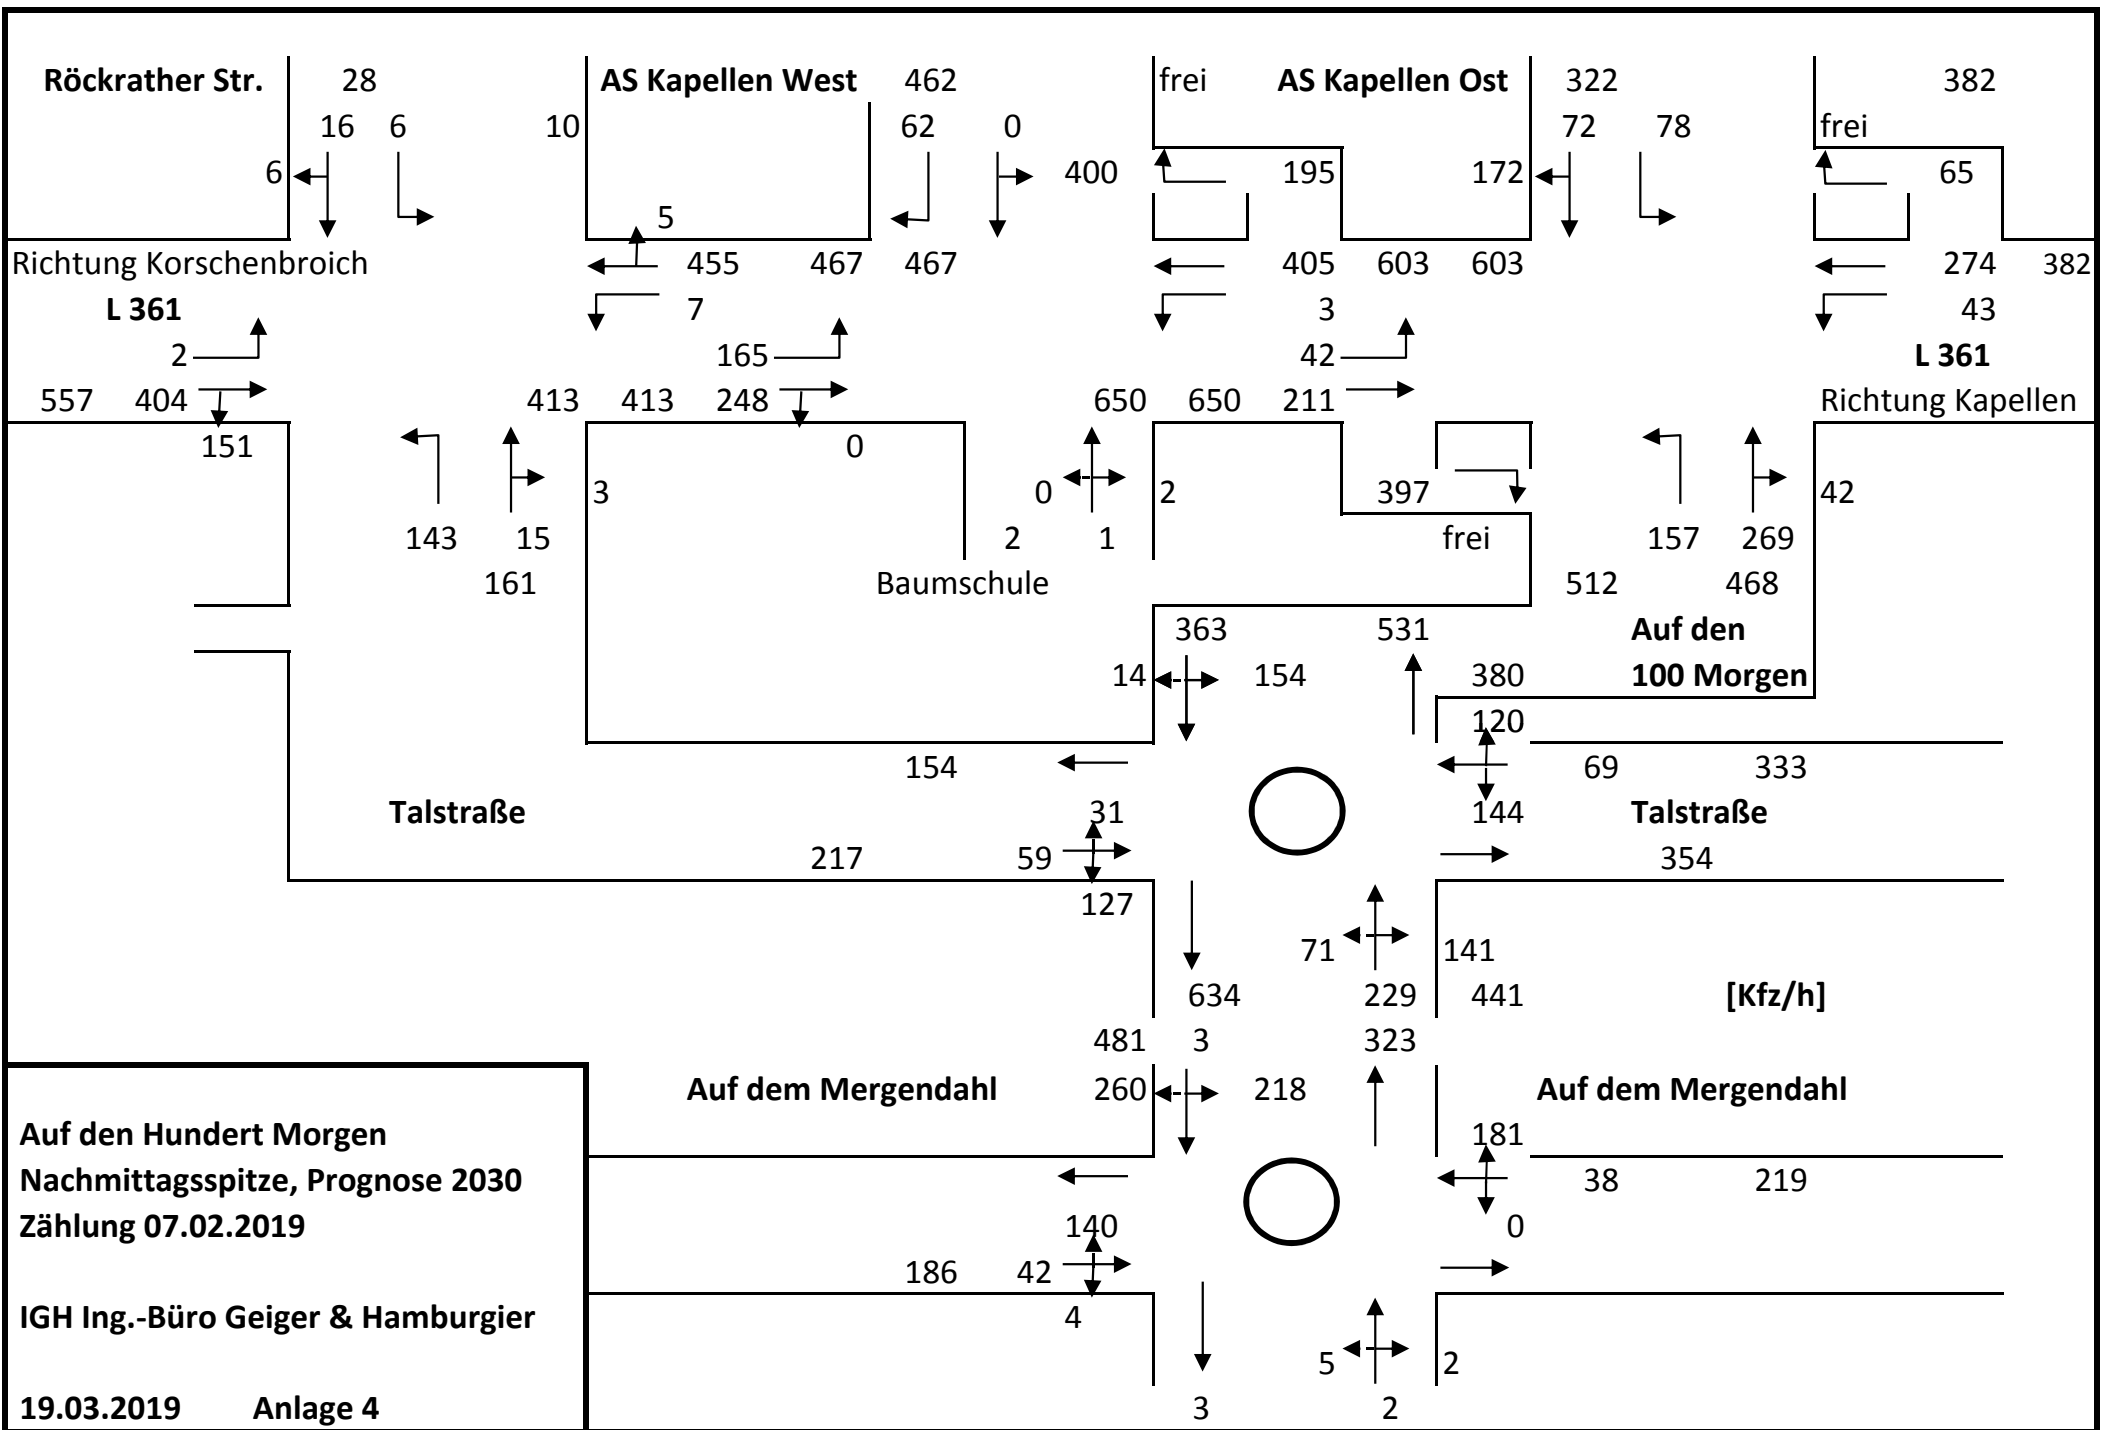 Röckrather Str. 28 AS Kapellen West 462 frei AS Kapellen Ost 322 382
16 6 10 62 0 72 78 frei
6 400 195 172 65
5
Richtung Korschenbroich 455 467 467 405 603 603 274 382
L 361 7 3 43
2 165 42 L 361
557 404 413 413 248 650 650 211 Richtung Kapellen
151 0
3 0 2 397 42
143 15 2 1 frei 157 269
161 Baumschule 512 468
363 531 Auf den
14 154 380 100 Morgen
120
154 69 333
Talstraße 31 144 Talstraße
217 59 354
127
71 141
634 229 441 [Kfz/h]
481 3 323
Auf dem Mergendahl 260 218 Auf dem Mergendahl
Auf den Hundert Morgen 181
Nachmittagsspitze, Prognose 2030 38 219
Zählung 07.02.2019 140 0
186 42
IGH Ing.-Büro Geiger & Hamburgier 4
5 2
19.03.2019 Anlage 4 3 2